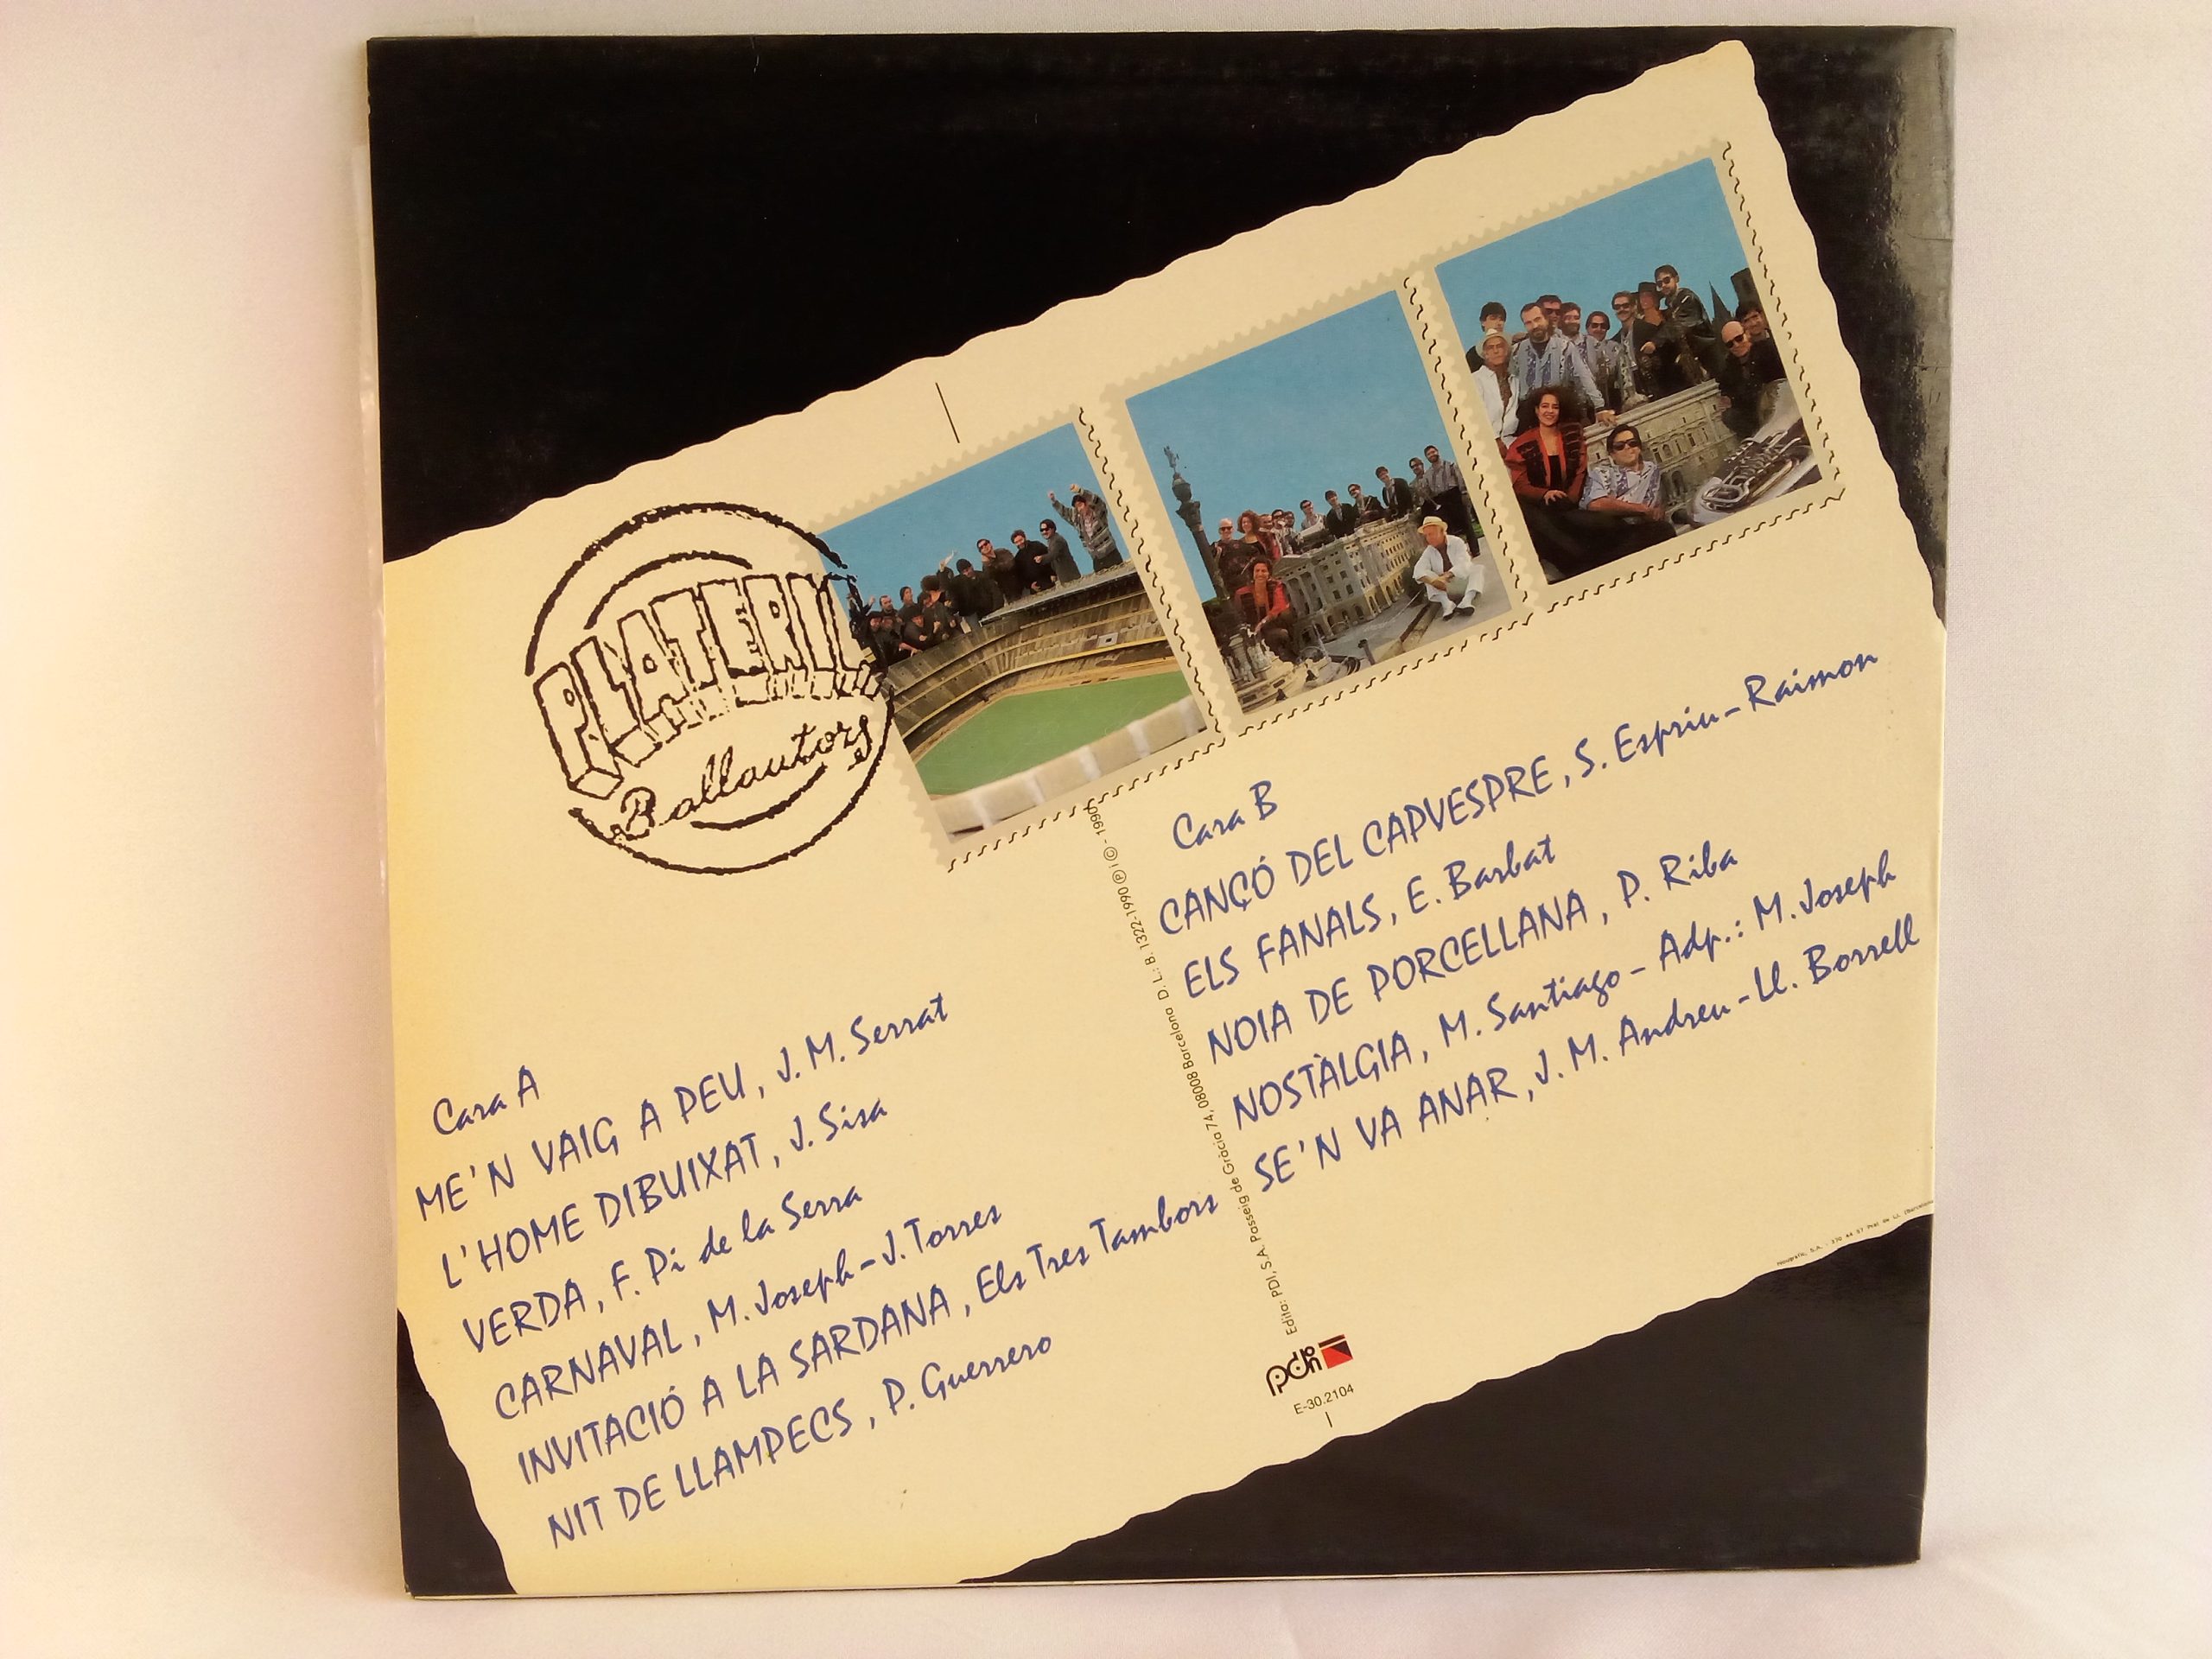 PLATERIA
Ballautors
Cara A
ME'N VAIG A PEU, J. M. Serrat
L'HOME DIBUIXAT, J. Sisa
VERDA, F. Pi de la Serra
CARNAVAL, M. Joseph - J. Torres
INVITACIÓ A LA SARDANA, Els Tres Tambors
NIT DE LLAMPECS, P. Guerrero
Edita: PDI, S.A. Passeig de Gràcia 74, 08008 Barcelona D. L.: B. 1322-1990 Ⓟ i © - 1990
pdi
E-30.2104
Cara B
CANÇÓ DEL CAPVESPRE, S. Espriu - Raimon
ELS FANALS, E. Barbat
NOIA DE PORCELLANA, P. Riba
NOSTÀLGIA, M. Santiago - Adp.: M. Joseph
SE'N VA ANAR, J. M. Andreu - Ll. Borrell